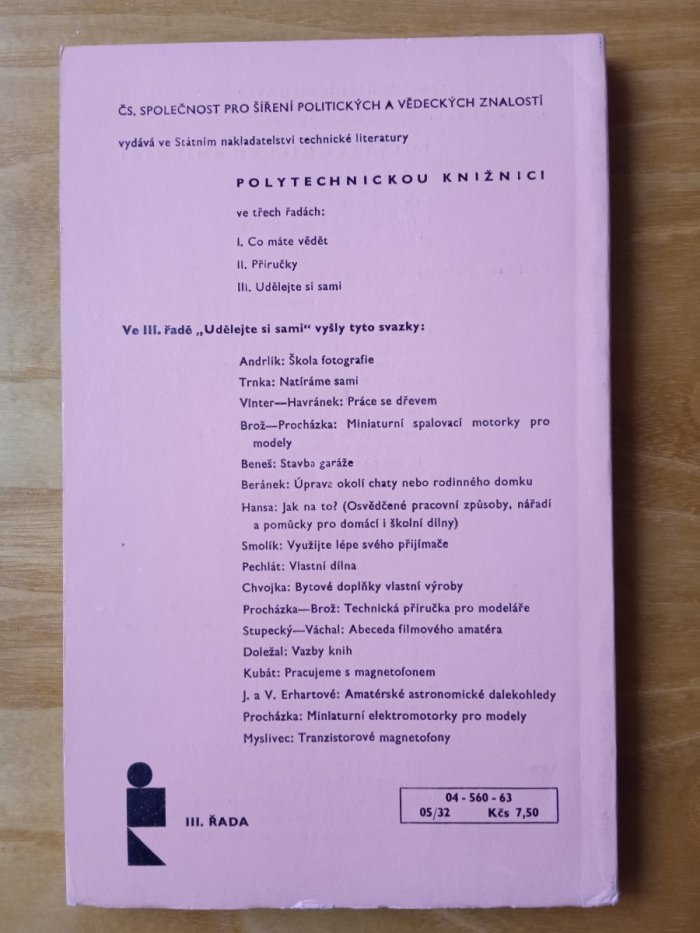 ČS. SPOLEČNOST PRO ŠÍŘENÍ POLITICKÝCH A VĚDECKÝCH ZNALOSTÍ
vydává ve Státním nakladatelství technické literatury
POLYTECHNICKOU KNIŽNICI
ve třech řadách:
I. Co máte vědět
II. Příručky
III. Udělejte si sami
Ve III. řadě „Udělejte si sami“ vyšly tyto svazky:
Andrlík: Škola fotografie
Trnka: Natíráme sami
Vinter—Havránek: Práce se dřevem
Brož—Procházka: Miniaturní spalovací motorky pro
modely
Beneš: Stavba garáže
Beránek: Úprava okolí chaty nebo rodinného domku
Hansa: Jak na to? (Osvědčené pracovní způsoby, nářadí
a pomůcky pro domácí i školní dílny)
Smolík: Využijte lépe svého přijímače
Pechlát: Vlastní dílna
Chvojka: Bytové doplňky vlastní výroby
Procházka—Brož: Technická příručka pro modeláře
Stupecký—Váchal: Abeceda filmového amatéra
Doležal: Vazby knih
Kubát: Pracujeme s magnetofonem
J. a V. Erhartové: Amatérské astronomické dalekohledy
Procházka: Miniaturní elektromotorky pro modely
Myslivec: Tranzistorové magnetofony
III. ŘADA
04 - 560 - 63
05/32 Kčs 7,50